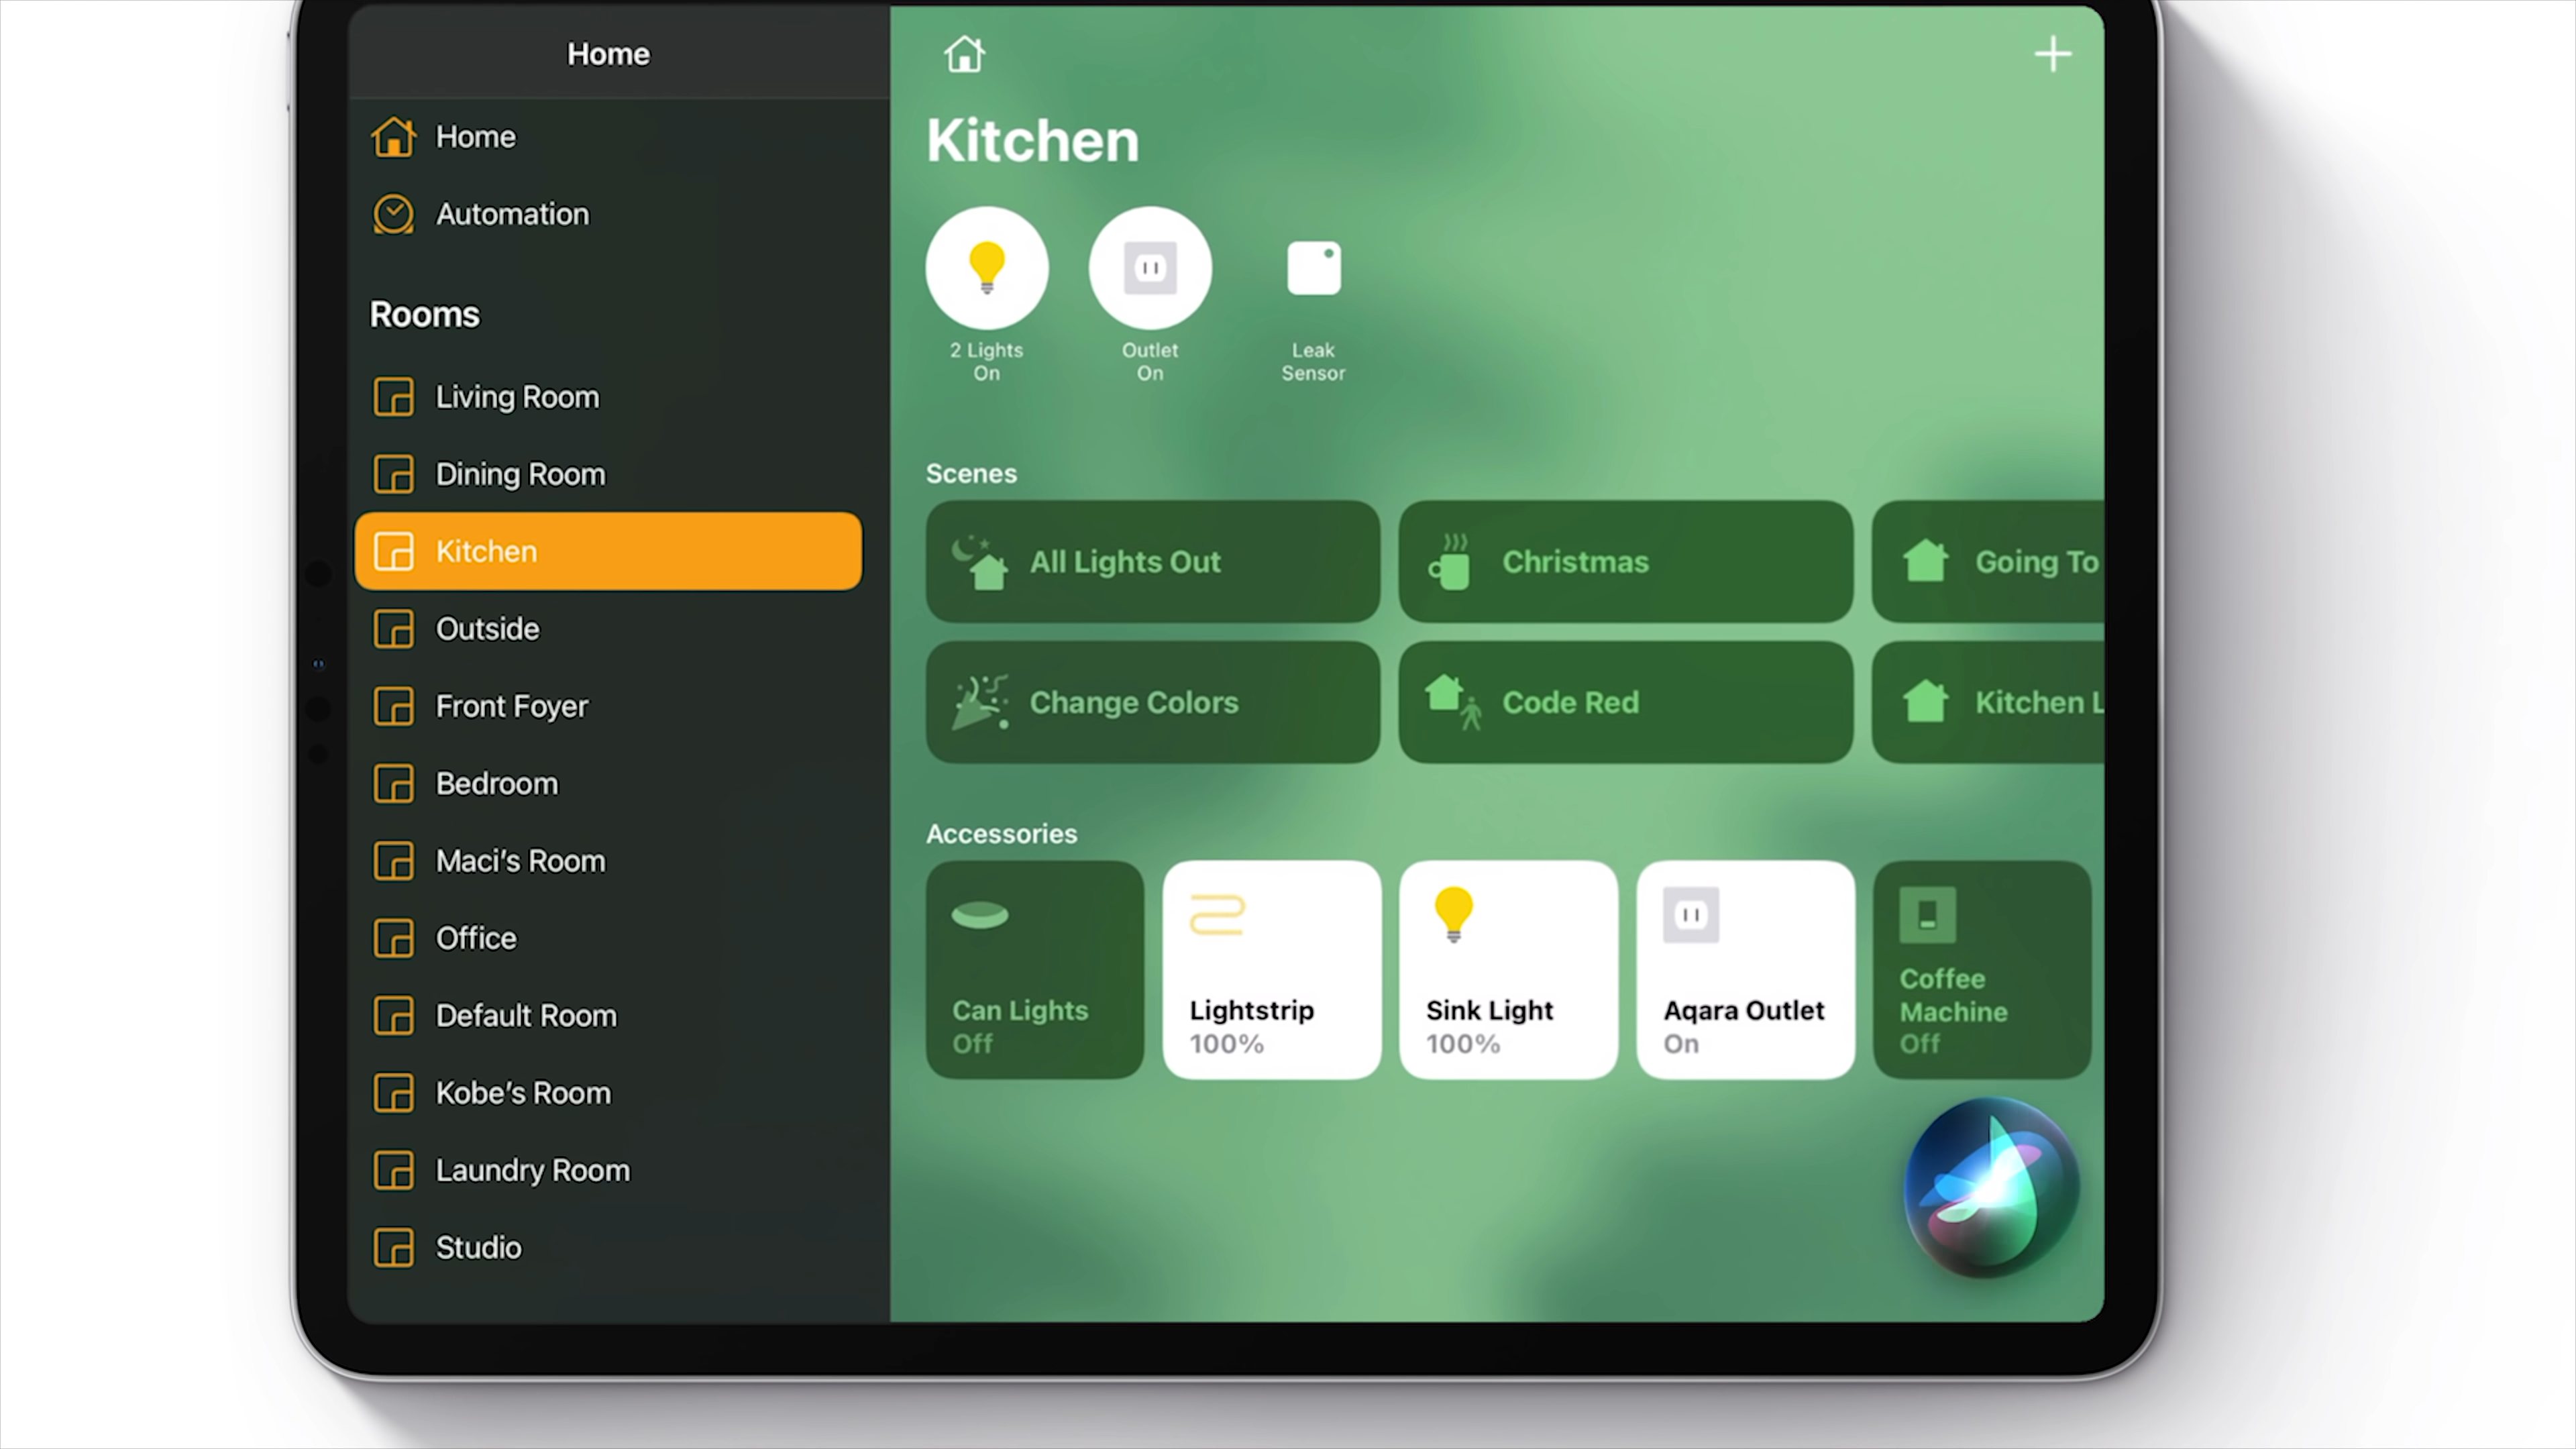 Home
Home
Automation
Rooms
Living Room
Dining Room
Kitchen
Outside
Front Foyer
Bedroom
Maci's Room
Office
Default Room
Kobe's Room
Laundry Room
Studio
Kitchen
2 Lights
On
Outlet
On
Leak
Sensor
Scenes
All Lights Out
Christmas
Going To
Change Colors
Code Red
Kitchen L
Accessories
Can Lights
Off
Lightstrip
100%
Sink Light
100%
Aqara Outlet
On
Coffee
Machine
Off